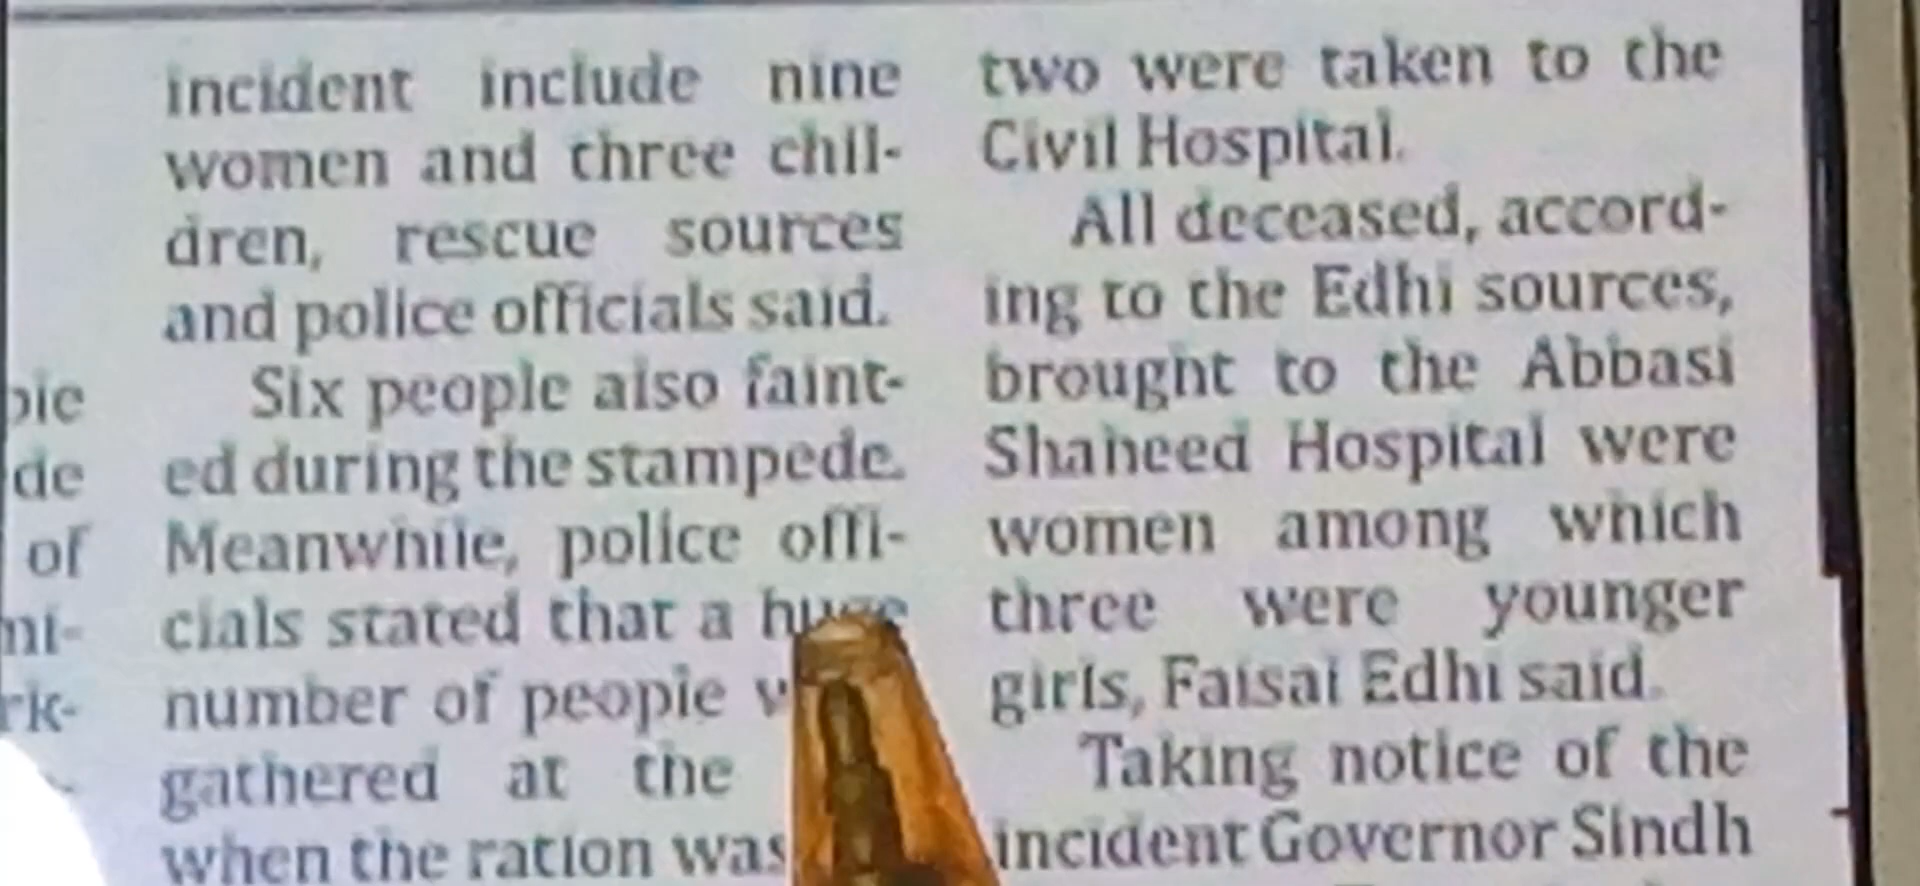 incident include nine
women and three chil-
dren, rescue sources
and police officials said.
Six people also faint-
ed during the stampede.
Meanwhile, police offi-
cials stated that a huge
number of people
gathered at the
when the ration was
two were taken to the
Civil Hospital.
All deceased, accord-
ing to the Edhi sources,
brought to the Abbasi
Shaheed Hospital were
women among which
three were younger
girls, Faisal Edhi said.
Taking notice of the
incident Governor Sindh